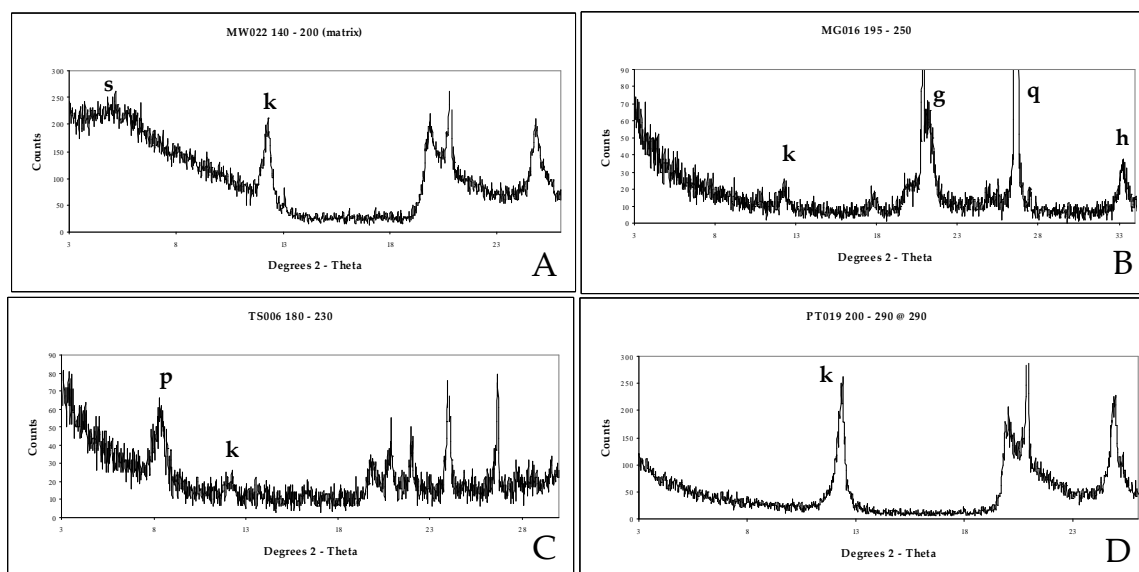 MW022 140 - 200 (matrix)
300
250
200
150
100
50
0
Counts
s
k
3
8
13
18
23
Degrees 2 - Theta
A
MG016 195 - 250
90
80
70
60
50
40
30
20
10
0
Counts
k
g
q
h
3
8
13
18
23
28
33
Degrees 2 - Theta
B
TS006 180 - 230
90
80
70
60
50
40
30
20
10
0
Counts
p
k
3
8
13
18
23
28
Degrees 2 - Theta
C
PT019 200 - 290 @ 290
300
250
200
150
100
50
0
Counts
k
3
8
13
18
23
Degrees 2 - Theta
D